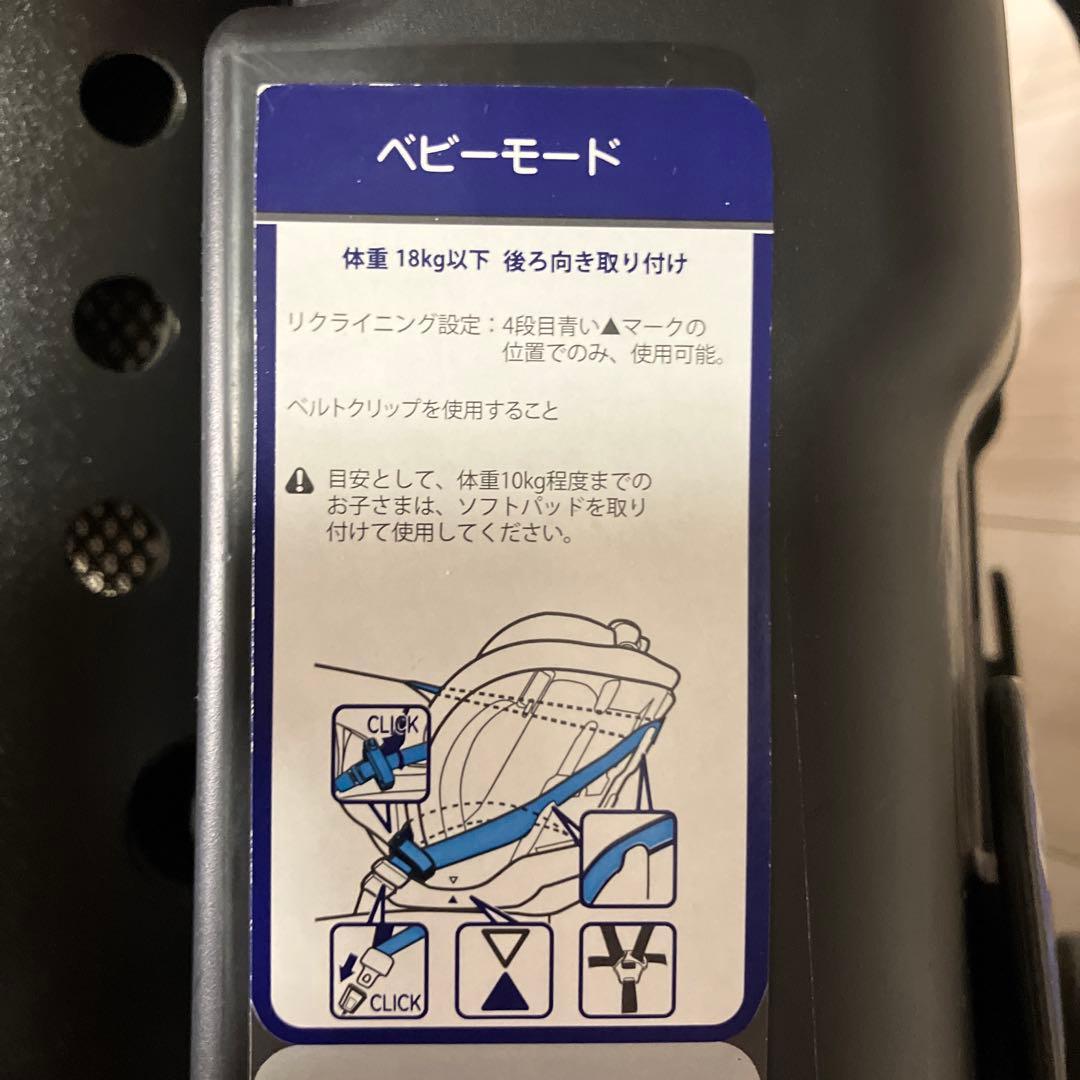 ベビーモード
体重 18kg以下 後ろ向き取り付け
リクライニング設定：4段目青い▲マークの
位置でのみ、使用可能。
ベルトクリップを使用すること
目安として、体重10kg程度までの
お子さまは、ソフトパッドを取り
付けて使用してください。
CLICK
CLICK